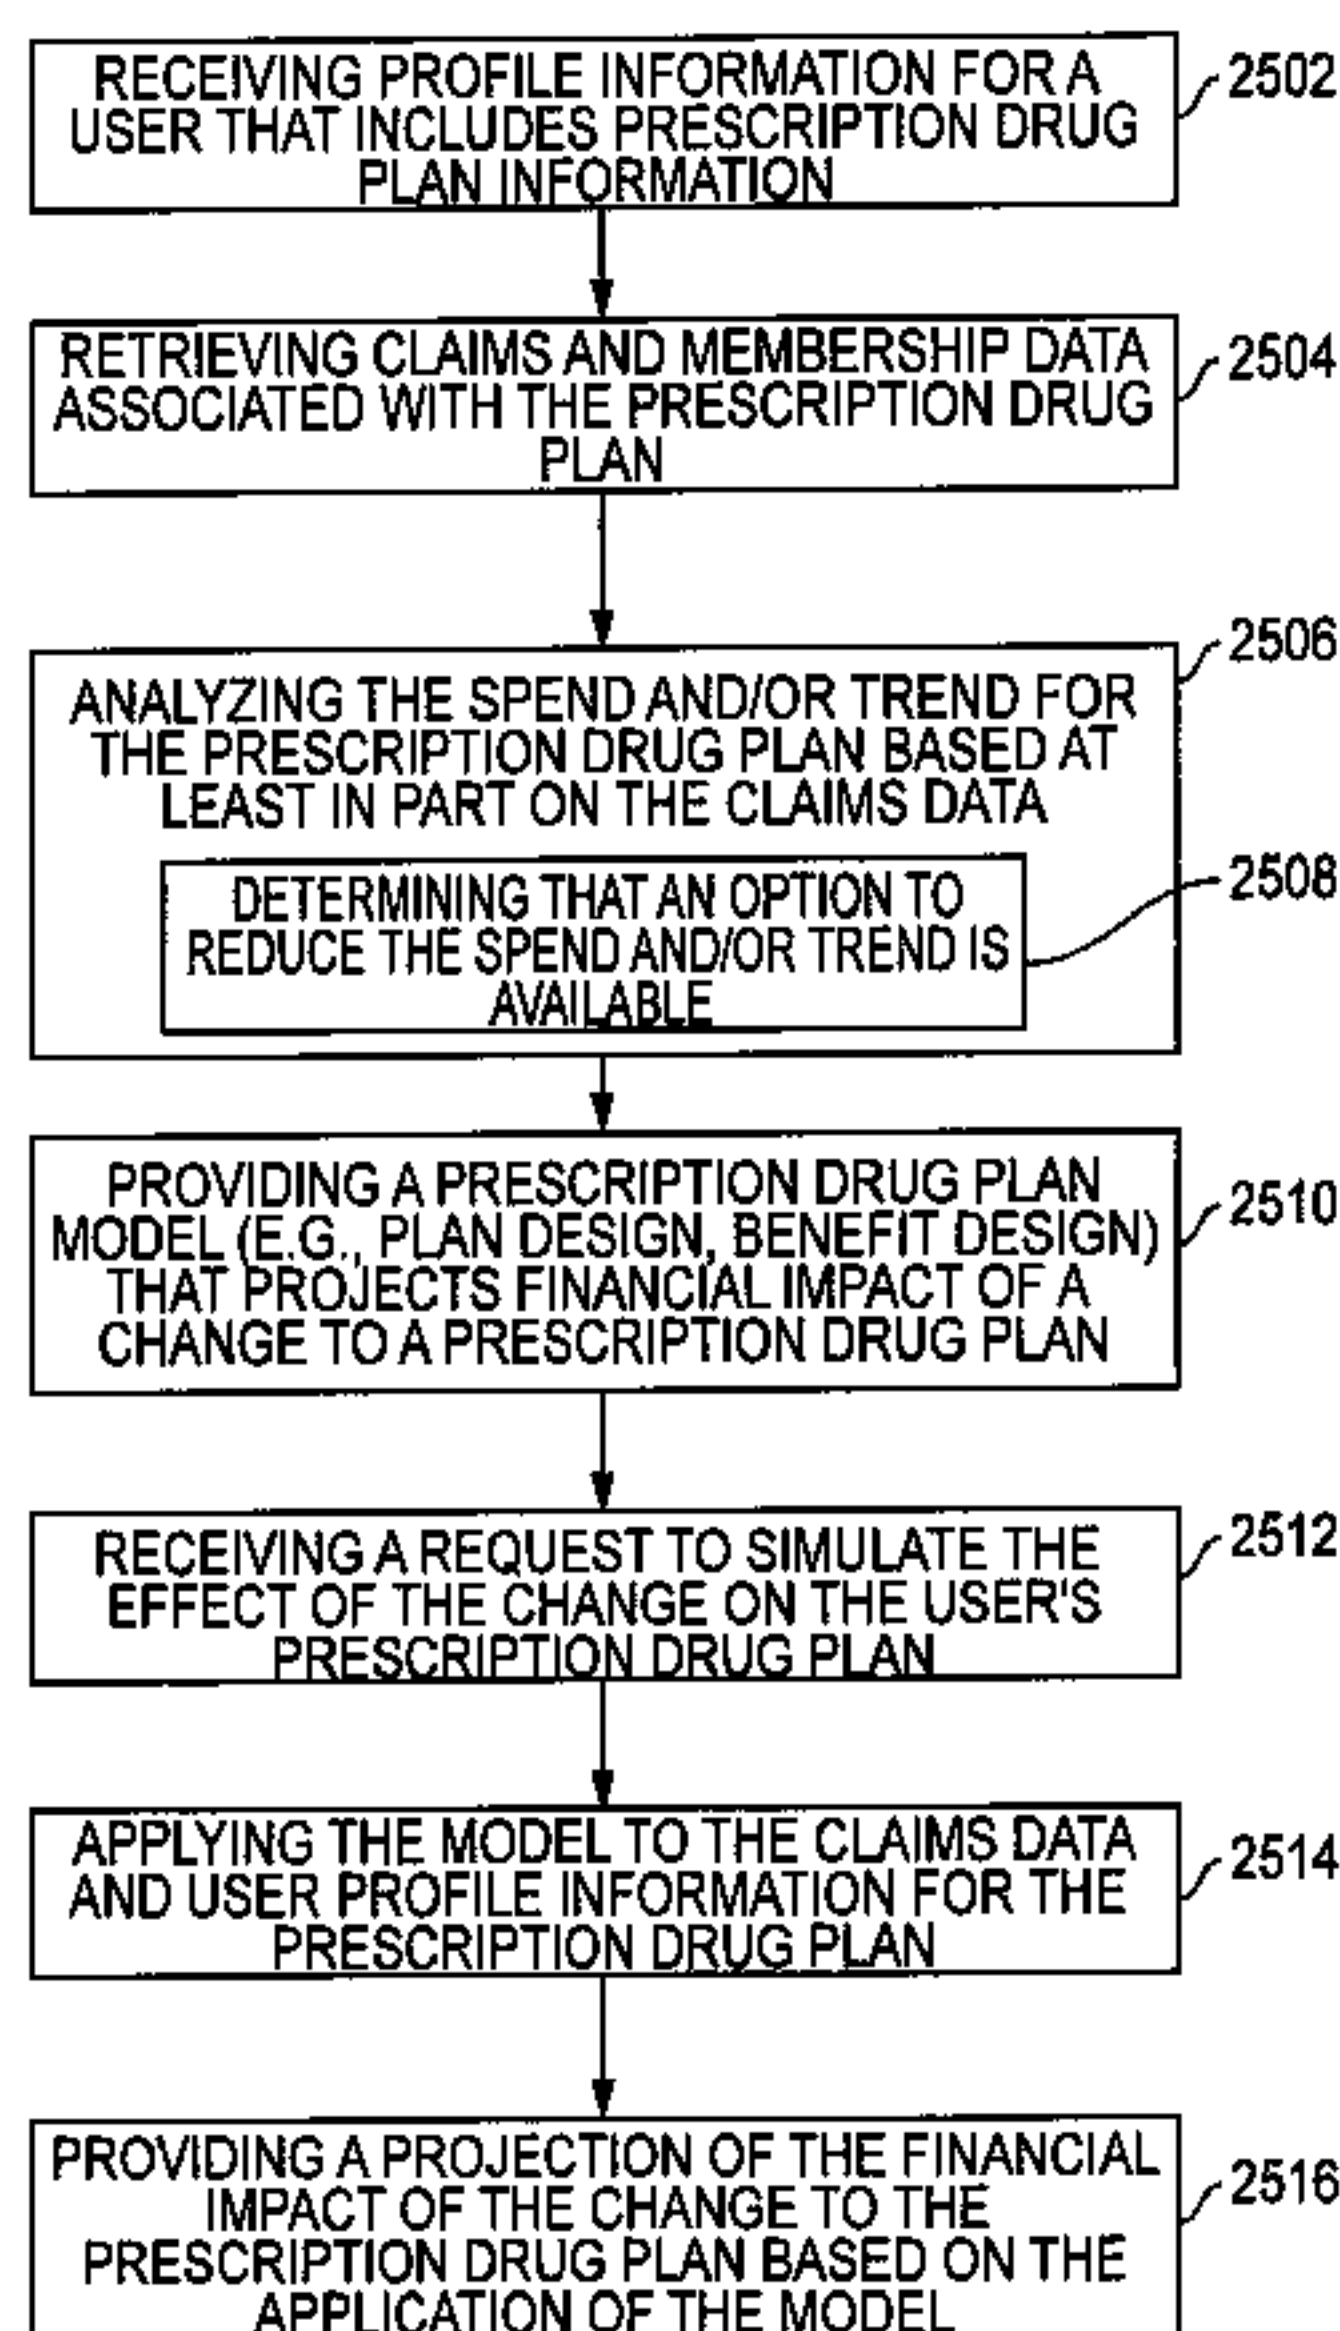 RECEIVING PROFILE INFORMATION FOR A
USER THAT INCLUDES PRESCRIPTION DRUG
PLAN INFORMATION
2502
RETRIEVING CLAIMS AND MEMBERSHIP DATA
ASSOCIATED WITH THE PRESCRIPTION DRUG
PLAN
2504
2506
ANALYZING THE SPEND AND/OR TREND FOR
THE PRESCRIPTION DRUG PLAN BASED AT
LEAST IN PART ON THE CLAIMS DATA
2508
DETERMINING THAT AN OPTION TO
REDUCE THE SPEND AND/OR TREND IS
AVAILABLE
PROVIDING A PRESCRIPTION DRUG PLAN
MODEL (E.G., PLAN DESIGN, BENEFIT DESIGN)
THAT PROJECTS FINANCIAL IMPACT OF A
CHANGE TO A PRESCRIPTION DRUG PLAN
2510
RECEIVING A REQUEST TO SIMULATE THE
EFFECT OF THE CHANGE ON THE USER'S
PRESCRIPTION DRUG PLAN
2512
APPLYING THE MODEL TO THE CLAIMS DATA
AND USER PROFILE INFORMATION FOR THE
PRESCRIPTION DRUG PLAN
2514
PROVIDING A PROJECTION OF THE FINANCIAL
IMPACT OF THE CHANGE TO THE
PRESCRIPTION DRUG PLAN BASED ON THE
APPLICATION OF THE MODEL
2516